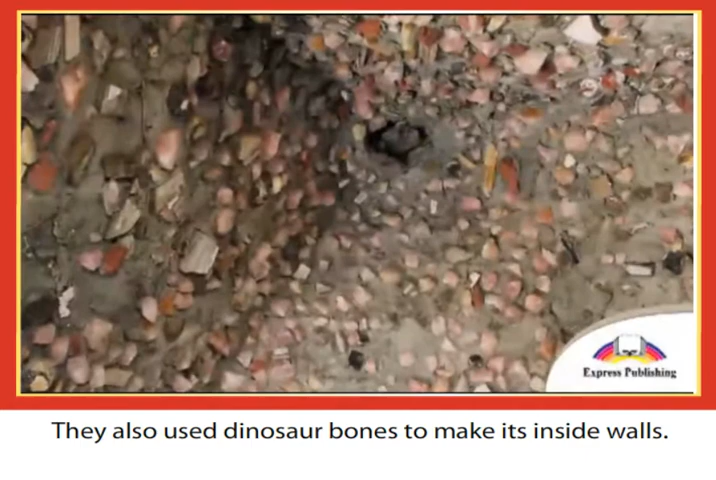 Express Publishing
They also used dinosaur bones to make its inside walls.